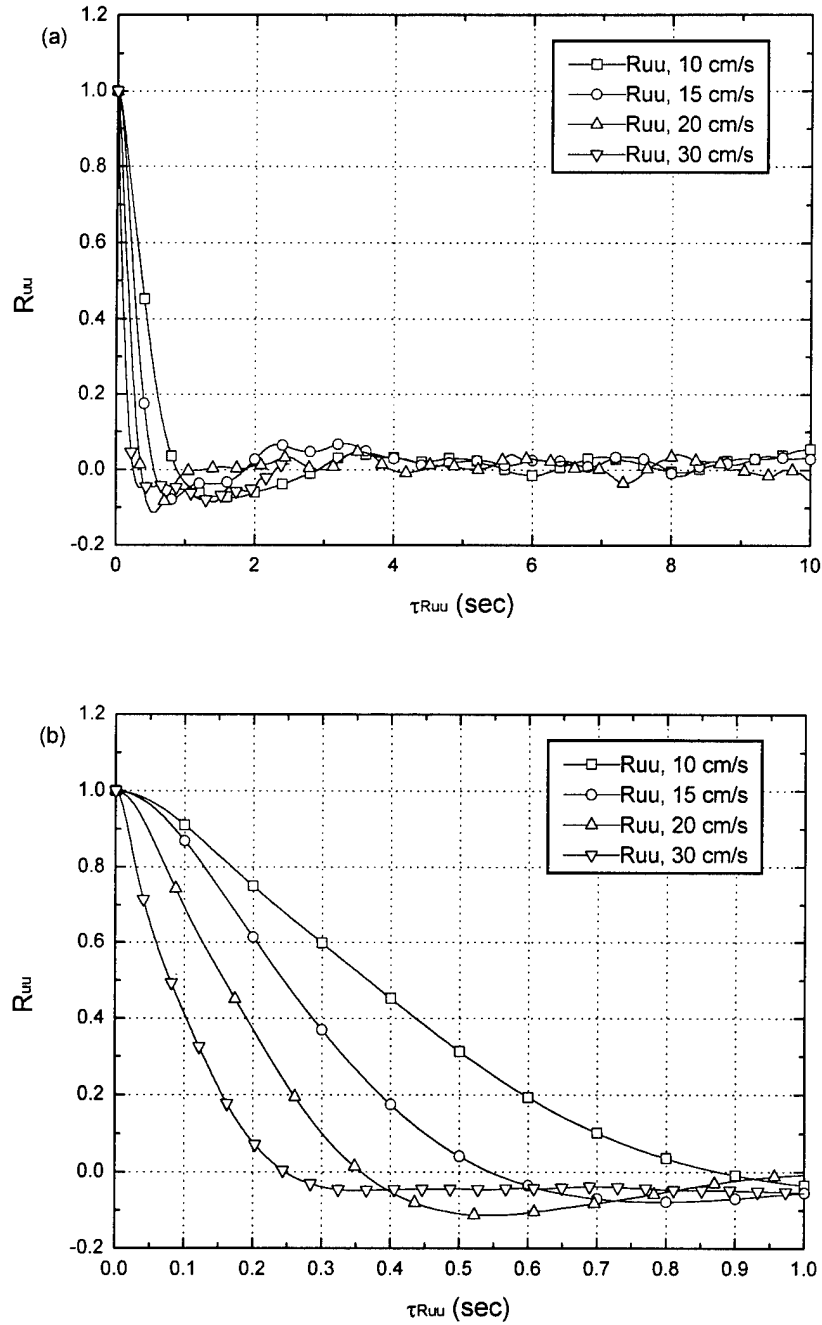 (a)
1.2
1.0
0.8
0.6
0.4
0.2
0.0
-0.2
Ruu
Ruu, 10 cm/s
Ruu, 15 cm/s
Ruu, 20 cm/s
Ruu, 30 cm/s
0 2 4 6 8 10
τRuu (sec)
(b)
1.2
1.0
0.8
0.6
0.4
0.2
0.0
-0.2
Ruu
Ruu, 10 cm/s
Ruu, 15 cm/s
Ruu, 20 cm/s
Ruu, 30 cm/s
0.0 0.1 0.2 0.3 0.4 0.5 0.6 0.7 0.8 0.9 1.0
τRuu (sec)